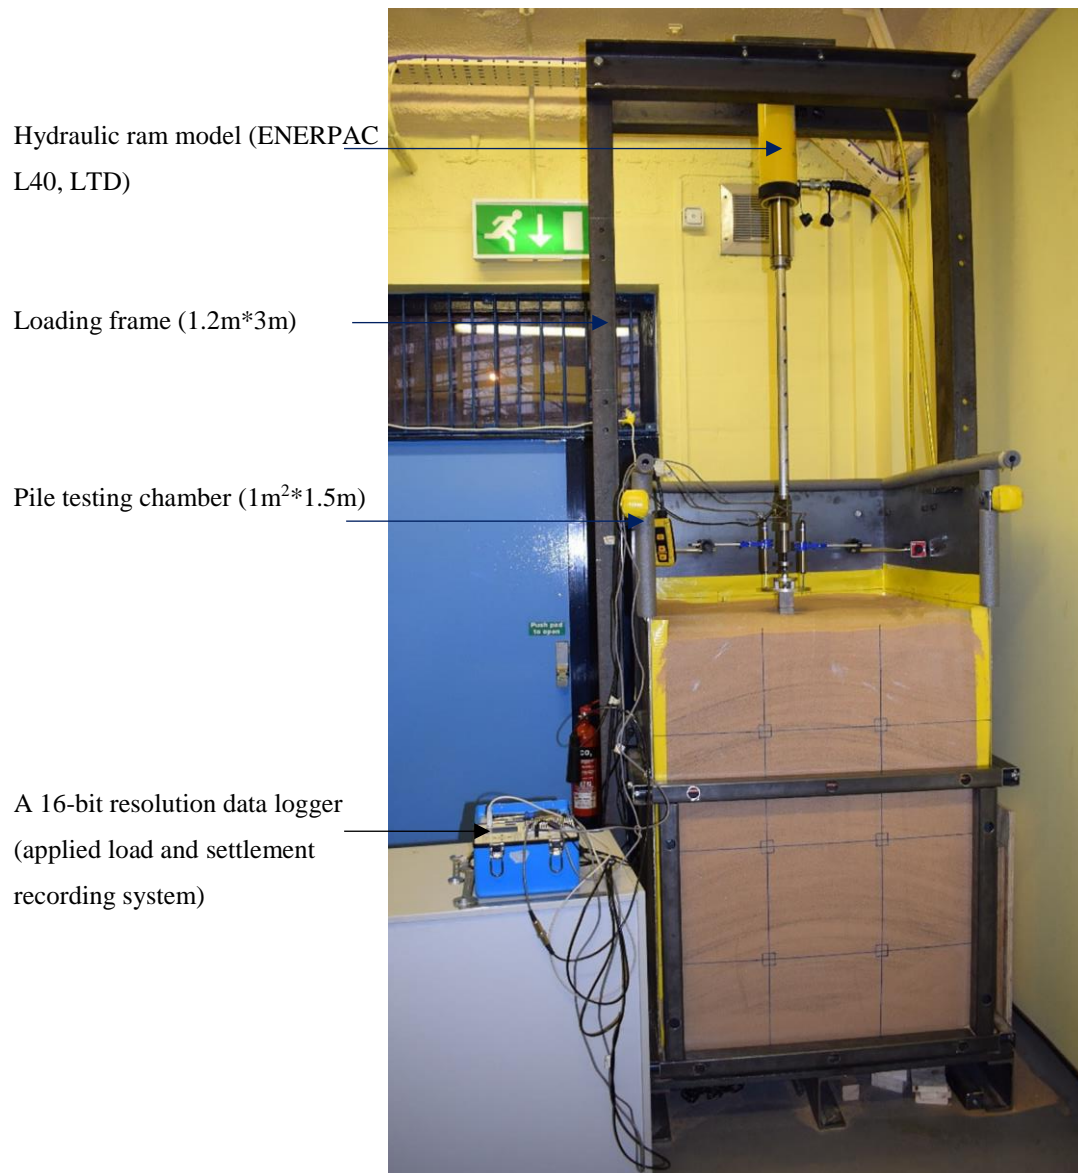 Hydraulic ram model (ENERPAC
L40, LTD)
Loading frame (1.2m*3m)
Pile testing chamber (1m²*1.5m)
Push pad
to open
A 16-bit resolution data logger
(applied load and settlement
recording system)